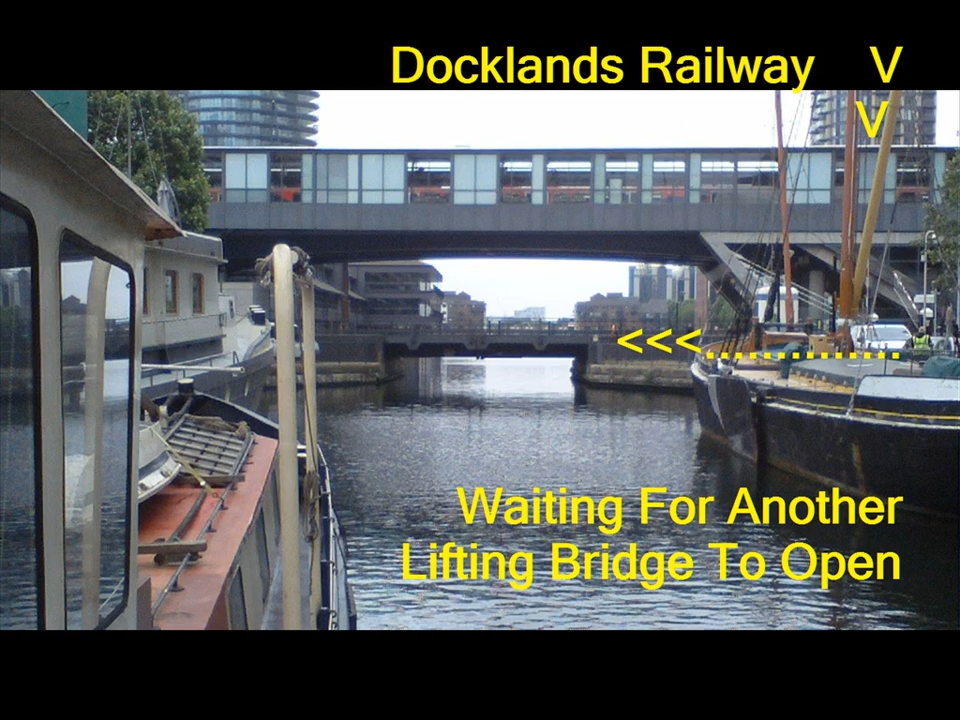 Docklands Railway V
V
<<<..............
Waiting For Another
Lifting Bridge To Open